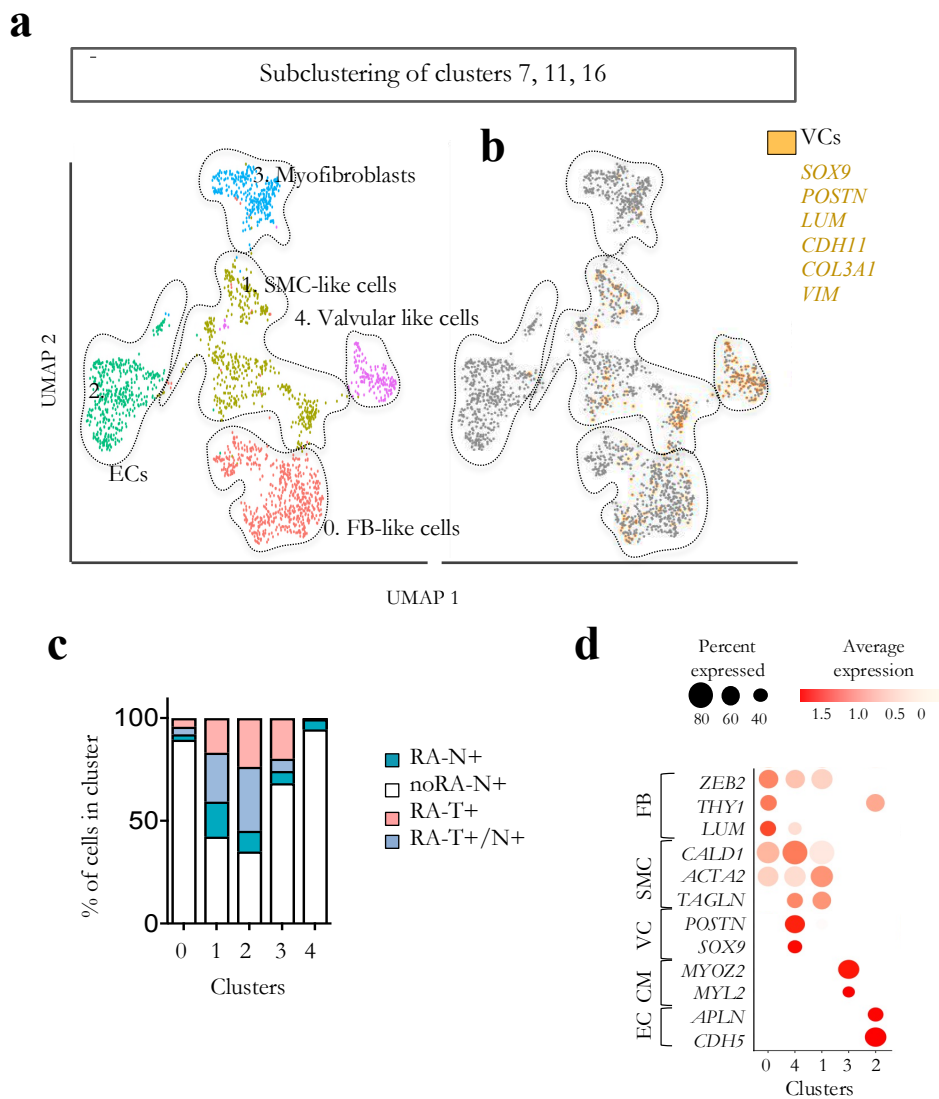 a
-
Subclustering of clusters 7, 11, 16
b
VCs
SOX9
POSTN
LUM
CDH11
COL3A1
VIM
3. Myofibroblasts
1. SMC-like cells
4. Valvular like cells
2.
ECs
0. FB-like cells
UMAP 2
UMAP 1
c
100
50
0
% of cells in cluster
0 1 2 3 4
Clusters
RA-N+
noRA-N+
RA-T+
RA-T+/N+
d
Percent
expressed
80 60 40
Average
expression
1.5 1.0 0.5 0
FB
ZEB2
THY1
LUM
SMC
CALD1
ACTA2
TAGLN
VC
POSTN
SOX9
CM
MYOZ2
MYL2
EC
APLN
CDH5
0 4 1 3 2
Clusters